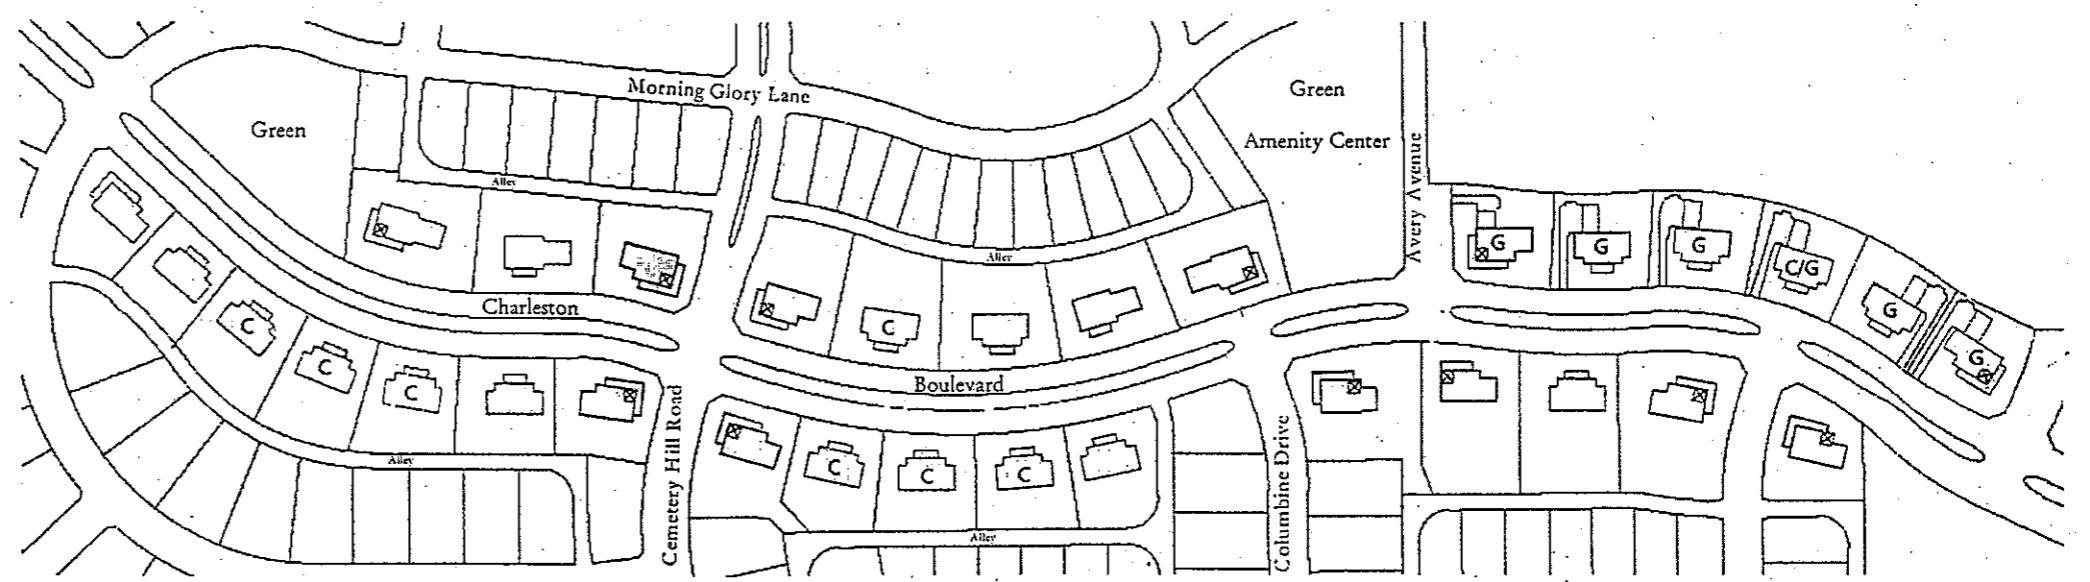 Morning Glory Lane
Green
Green
Amenity Center
Avery Avenue
Alley
Alley
G
G
G
C/G
G
G
Charleston
Boulevard
C
C
C
C
C
C
C
C
Cemetery Hill Road
Columbine Drive
Alley
Alley